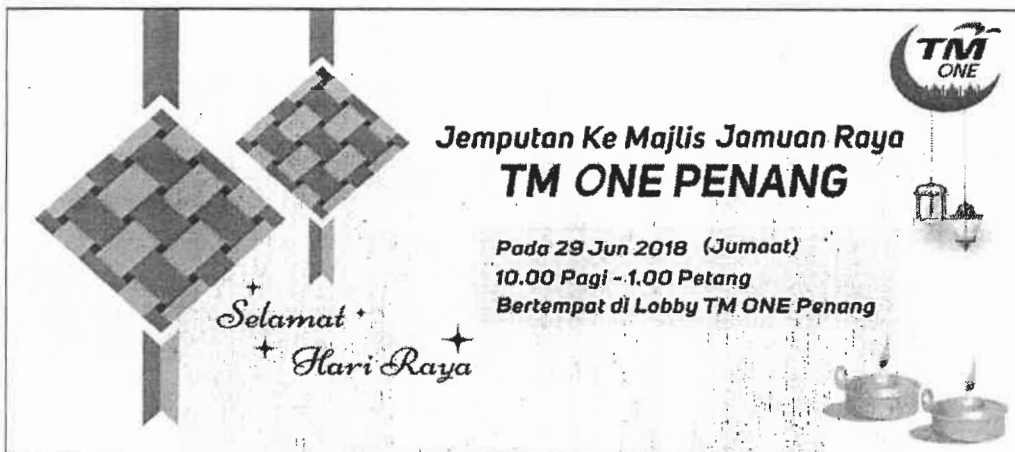 TM
ONE
Jemputan Ke Majlis Jamuan Raya
TM ONE PENANG
Pada 29 Jun 2018 (Jumaat)
10.00 Pagi - 1.00 Petang
Bertempat di Lobby TM ONE Penang
Selamat
Hari Raya